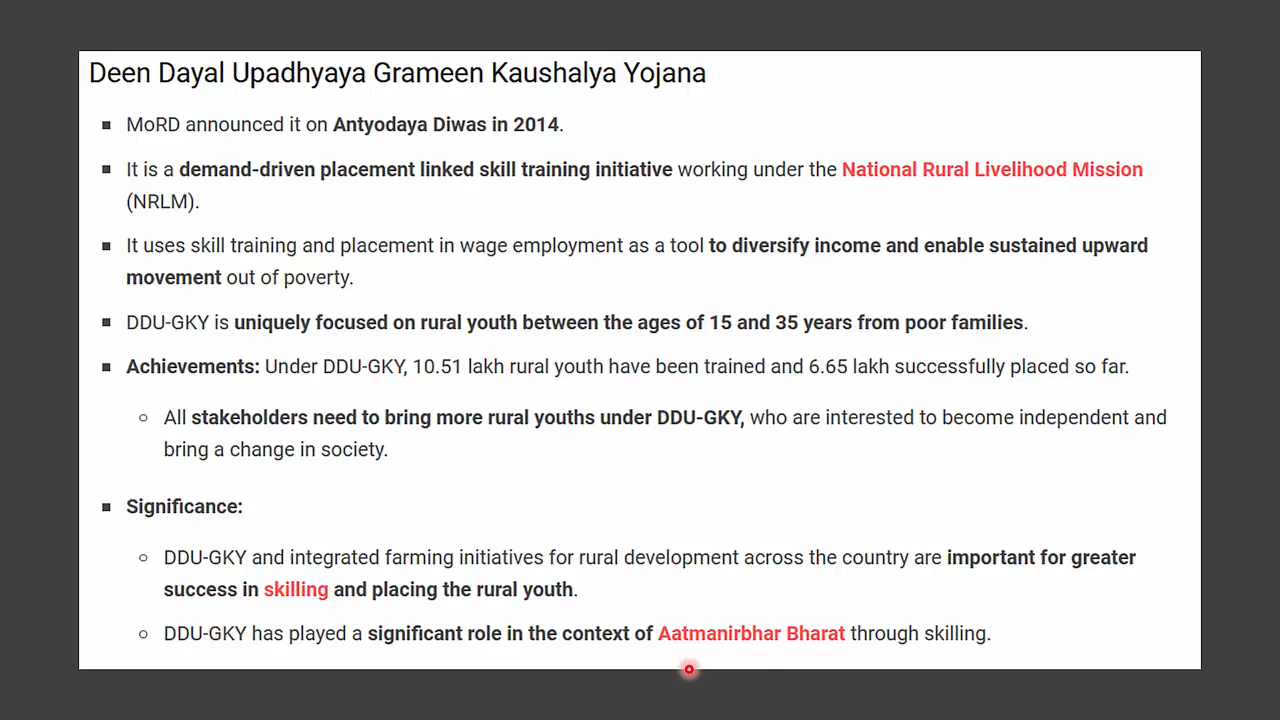 Deen Dayal Upadhyaya Grameen Kaushalya Yojana
MoRD announced it on Antyodaya Diwas in 2014.
It is a demand-driven placement linked skill training initiative working under the National Rural Livelihood Mission
(NRLM).
It uses skill training and placement in wage employment as a tool to diversify income and enable sustained upward
movement out of poverty.
DDU-GKY is uniquely focused on rural youth between the ages of 15 and 35 years from poor families.
Achievements: Under DDU-GKY, 10.51 lakh rural youth have been trained and 6.65 lakh successfully placed so far.
All stakeholders need to bring more rural youths under DDU-GKY, who are interested to become independent and
bring a change in society.
Significance:
DDU-GKY and integrated farming initiatives for rural development across the country are important for greater
success in skilling and placing the rural youth.
DDU-GKY has played a significant role in the context of Aatmanirbhar Bharat through skilling.